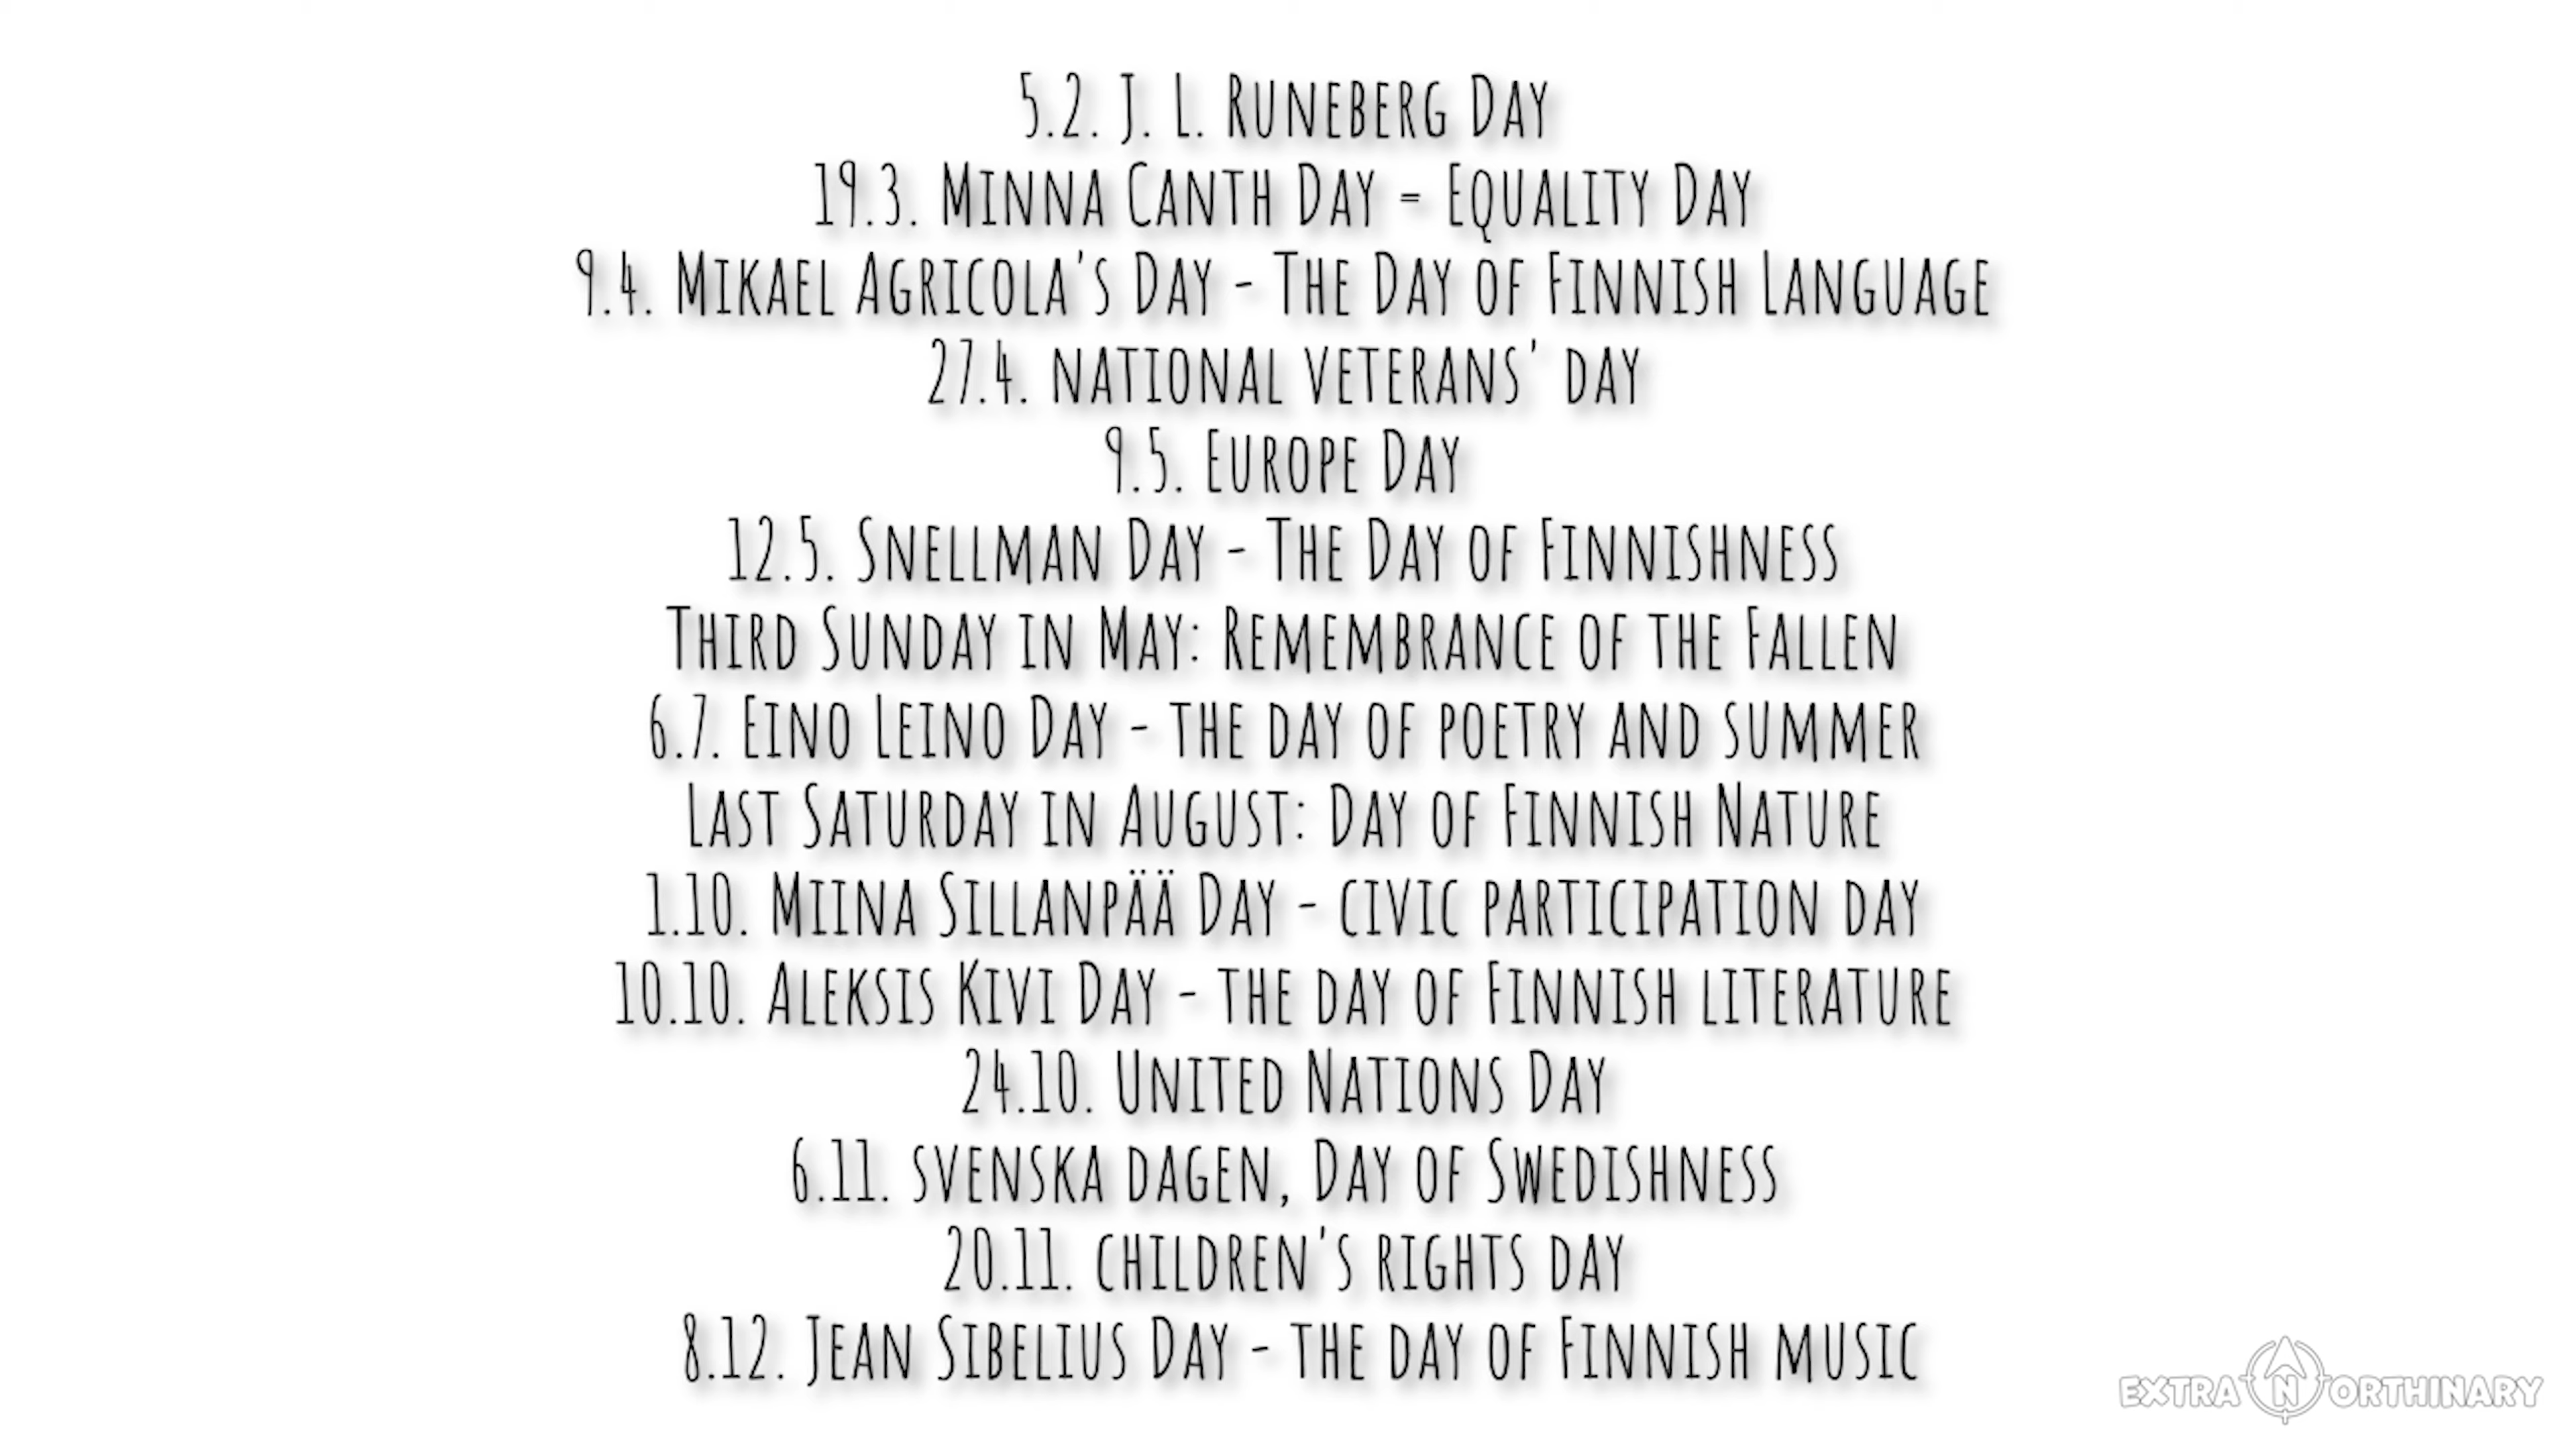 5.2. J. L. Runeberg Day
19.3. Minna Canth Day = Equality Day
9.4. Mikael Agricola's Day - The Day of Finnish Language
27.4. national veterans' day
9.5. Europe Day
12.5. Snellman Day - The Day of Finnishness
Third Sunday in May: Remembrance of the Fallen
6.7. Eino Leino Day - the day of poetry and summer
Last Saturday in August: Day of Finnish Nature
1.10. Miina Sillanpää Day - civic participation day
10.10. Aleksis Kivi Day - the day of Finnish literature
24.10. United Nations Day
6.11. svenska dagen, Day of Swedishness
20.11. children's rights day
8.12. Jean Sibelius Day - the day of Finnish music
EXTRA N ORTHINARY